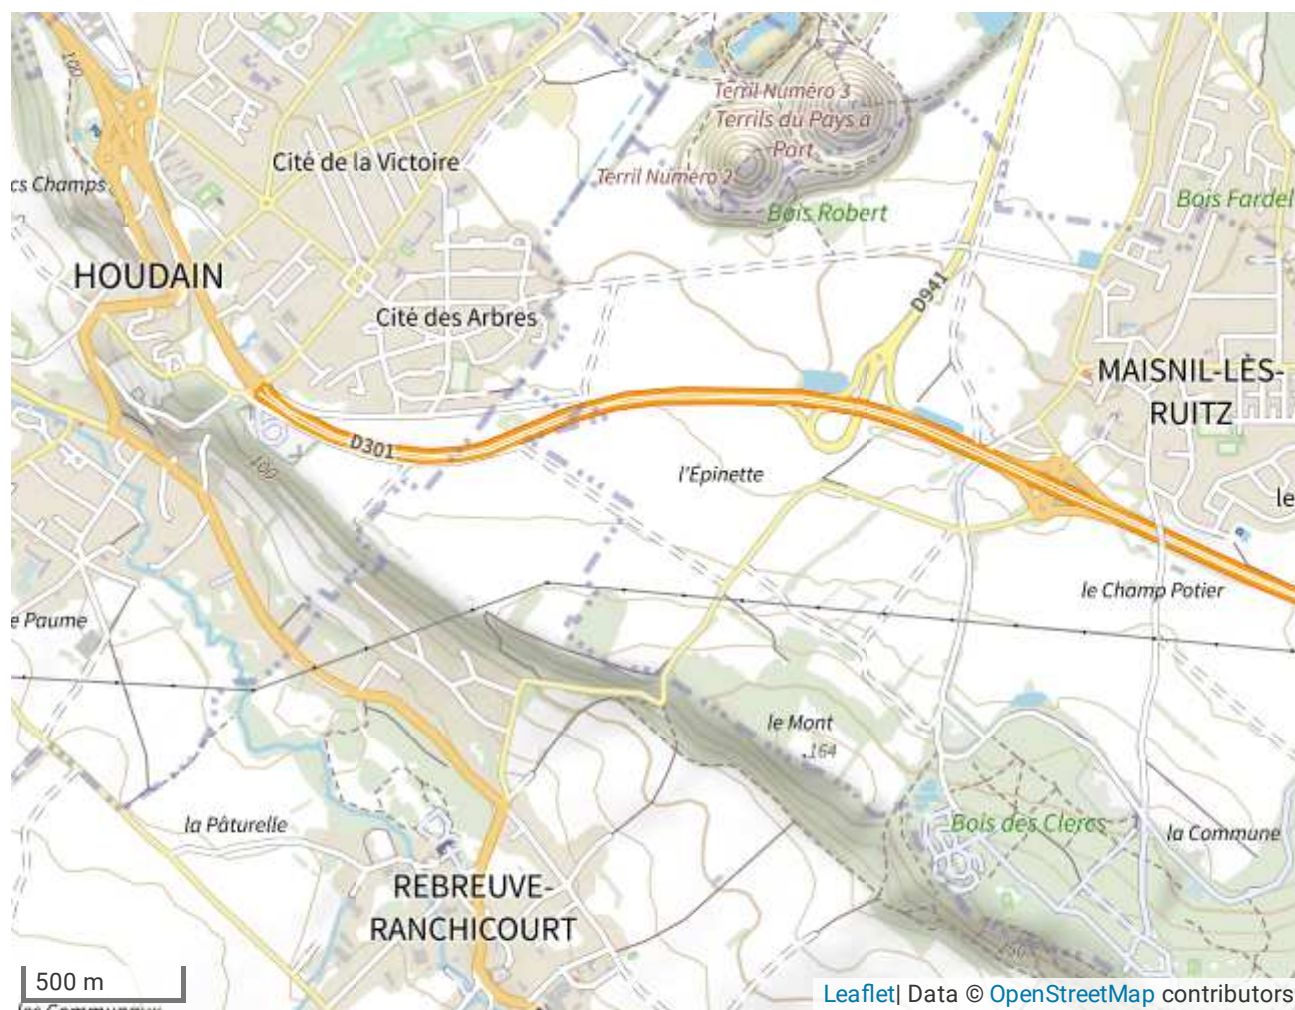 100
Terril Numéro 3
Terrils du Pays à
Part
Cité de la Victoire
Terril Numéro 2
cs Champs
Bois Fardel
Bois Robert
HOUDAIN
D941
Cité des Arbres
MAISNIL-LÈS-
RUITZ
D301
100
l'Épinette
le
le Champ Potier
e Paume
le Mont
164
la Pâturelle
Bois des Clercs
la Commune
REBREUVE-
RANCHICOURT
500 m
Leaflet| Data © OpenStreetMap contributors